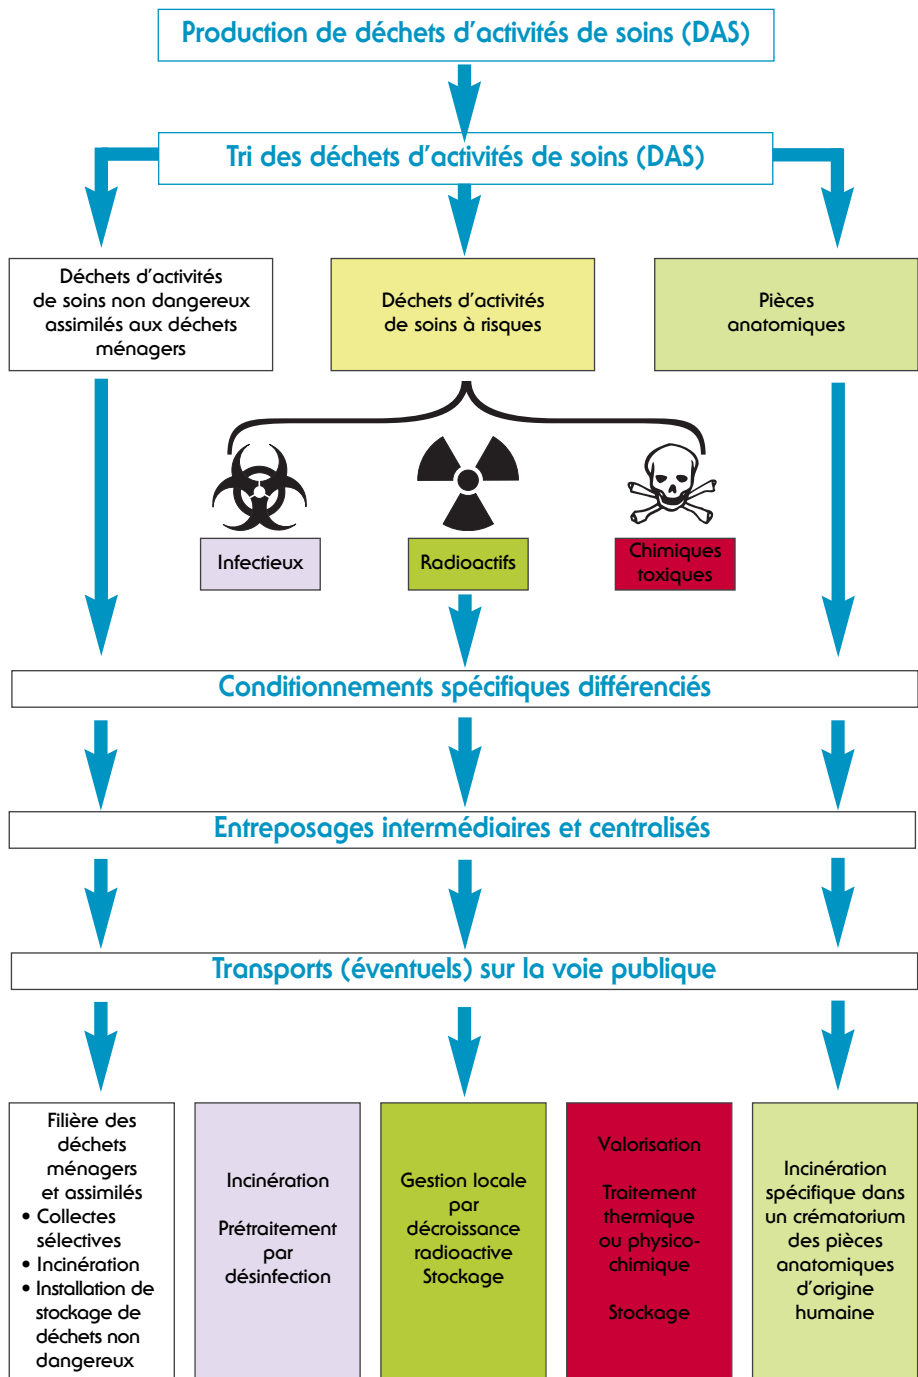 Production de déchets d'activités de soins (DAS)
Tri des déchets d'activités de soins (DAS)
Déchets d'activités
de soins non dangereux
assimilés aux déchets
ménagers
Déchets d'activités
de soins à risques
Pièces
anatomiques
Infectieux
Radioactifs
Chimiques
toxiques
Conditionnements spécifiques différenciés
Entreposages intermédiaires et centralisés
Transports (éventuels) sur la voie publique
Filière des
déchets
ménagers
et assimilés
• Collectes
sélectives
• Incinération
• Installation de
stockage de
déchets non
dangereux
Incinération
Prétraitement
par
désinfection
Gestion locale
par
décroissance
radioactive
Stockage
Valorisation
Traitement
thermique
ou physico-
chimique
Stockage
Incinération
spécifique dans
un crématorium
des pièces
anatomiques
d'origine
humaine